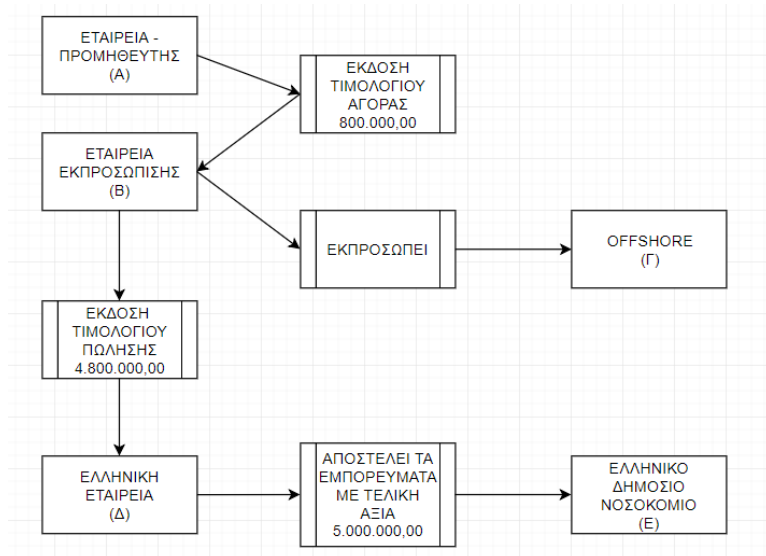 ΕΤΑΙΡΕΙΑ -
ΠΡΟΜΗΘΕΥΤΗΣ
(Α)
ΕΚΔΟΣΗ
ΤΙΜΟΛΟΓΙΟΥ
ΑΓΟΡΑΣ
800.000,00
ΕΤΑΙΡΕΙΑ
ΕΚΠΡΟΣΩΠΙΣΗΣ
(Β)
ΕΚΠΡΟΣΩΠΕΙ
OFFSHORE
(Γ)
ΕΚΔΟΣΗ
ΤΙΜΟΛΟΓΙΟΥ
ΠΩΛΗΣΗΣ
4.800.000,00
ΕΛΛΗΝΙΚΗ
ΕΤΑΙΡΕΙΑ
(Δ)
ΑΠΟΣΤΕΛΕΙ ΤΑ
ΕΜΠΟΡΕΥΜΑΤΑ
ΜΕ ΤΕΛΙΚΗ
ΑΞΙΑ
5.000.000,00
ΕΛΛΗΝΙΚΟ
ΔΗΜΟΣΙΟ
ΝΟΣΟΚΟΜΙΟ
(Ε)